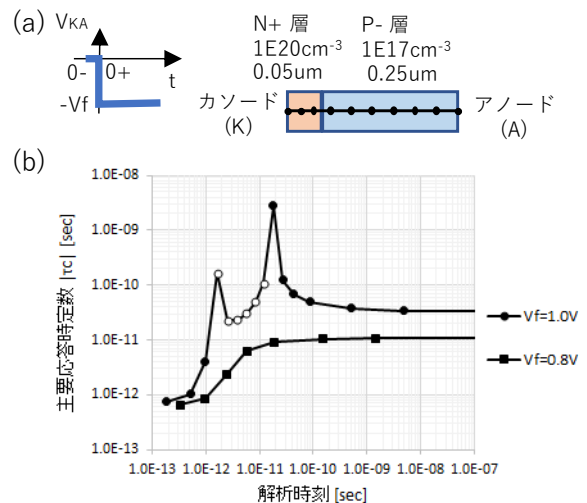 (a)
V_KA
0-
0+
t
-Vf
N+ 層
1E20cm⁻³
0.05um
P- 層
1E17cm⁻³
0.25um
カソード
(K)
アノード
(A)
(b)
主要応答時定数 |τc| [sec]
1.0E-08
1.0E-09
1.0E-10
1.0E-11
1.0E-12
1.0E-13
1.0E-13 1.0E-12 1.0E-11 1.0E-10 1.0E-09 1.0E-08 1.0E-07
解析時刻 [sec]
Vf=1.0V
Vf=0.8V